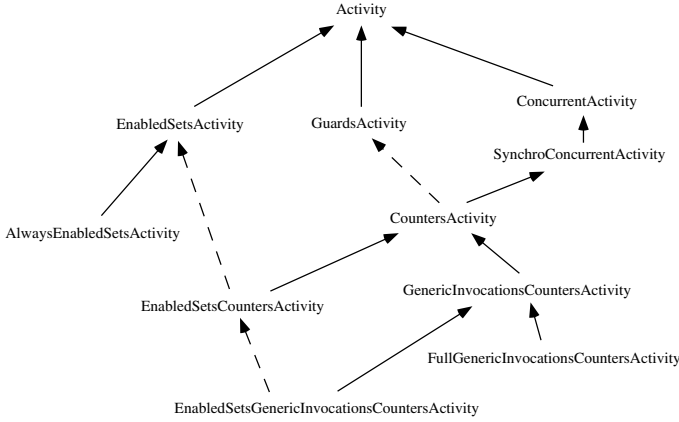 Activity
ConcurrentActivity
EnabledSetsActivity
GuardsActivity
SynchroConcurrentActivity
CountersActivity
AlwaysEnabledSetsActivity
GenericInvocationsCountersActivity
EnabledSetsCountersActivity
FullGenericInvocationsCountersActivity
EnabledSetsGenericInvocationsCountersActivity